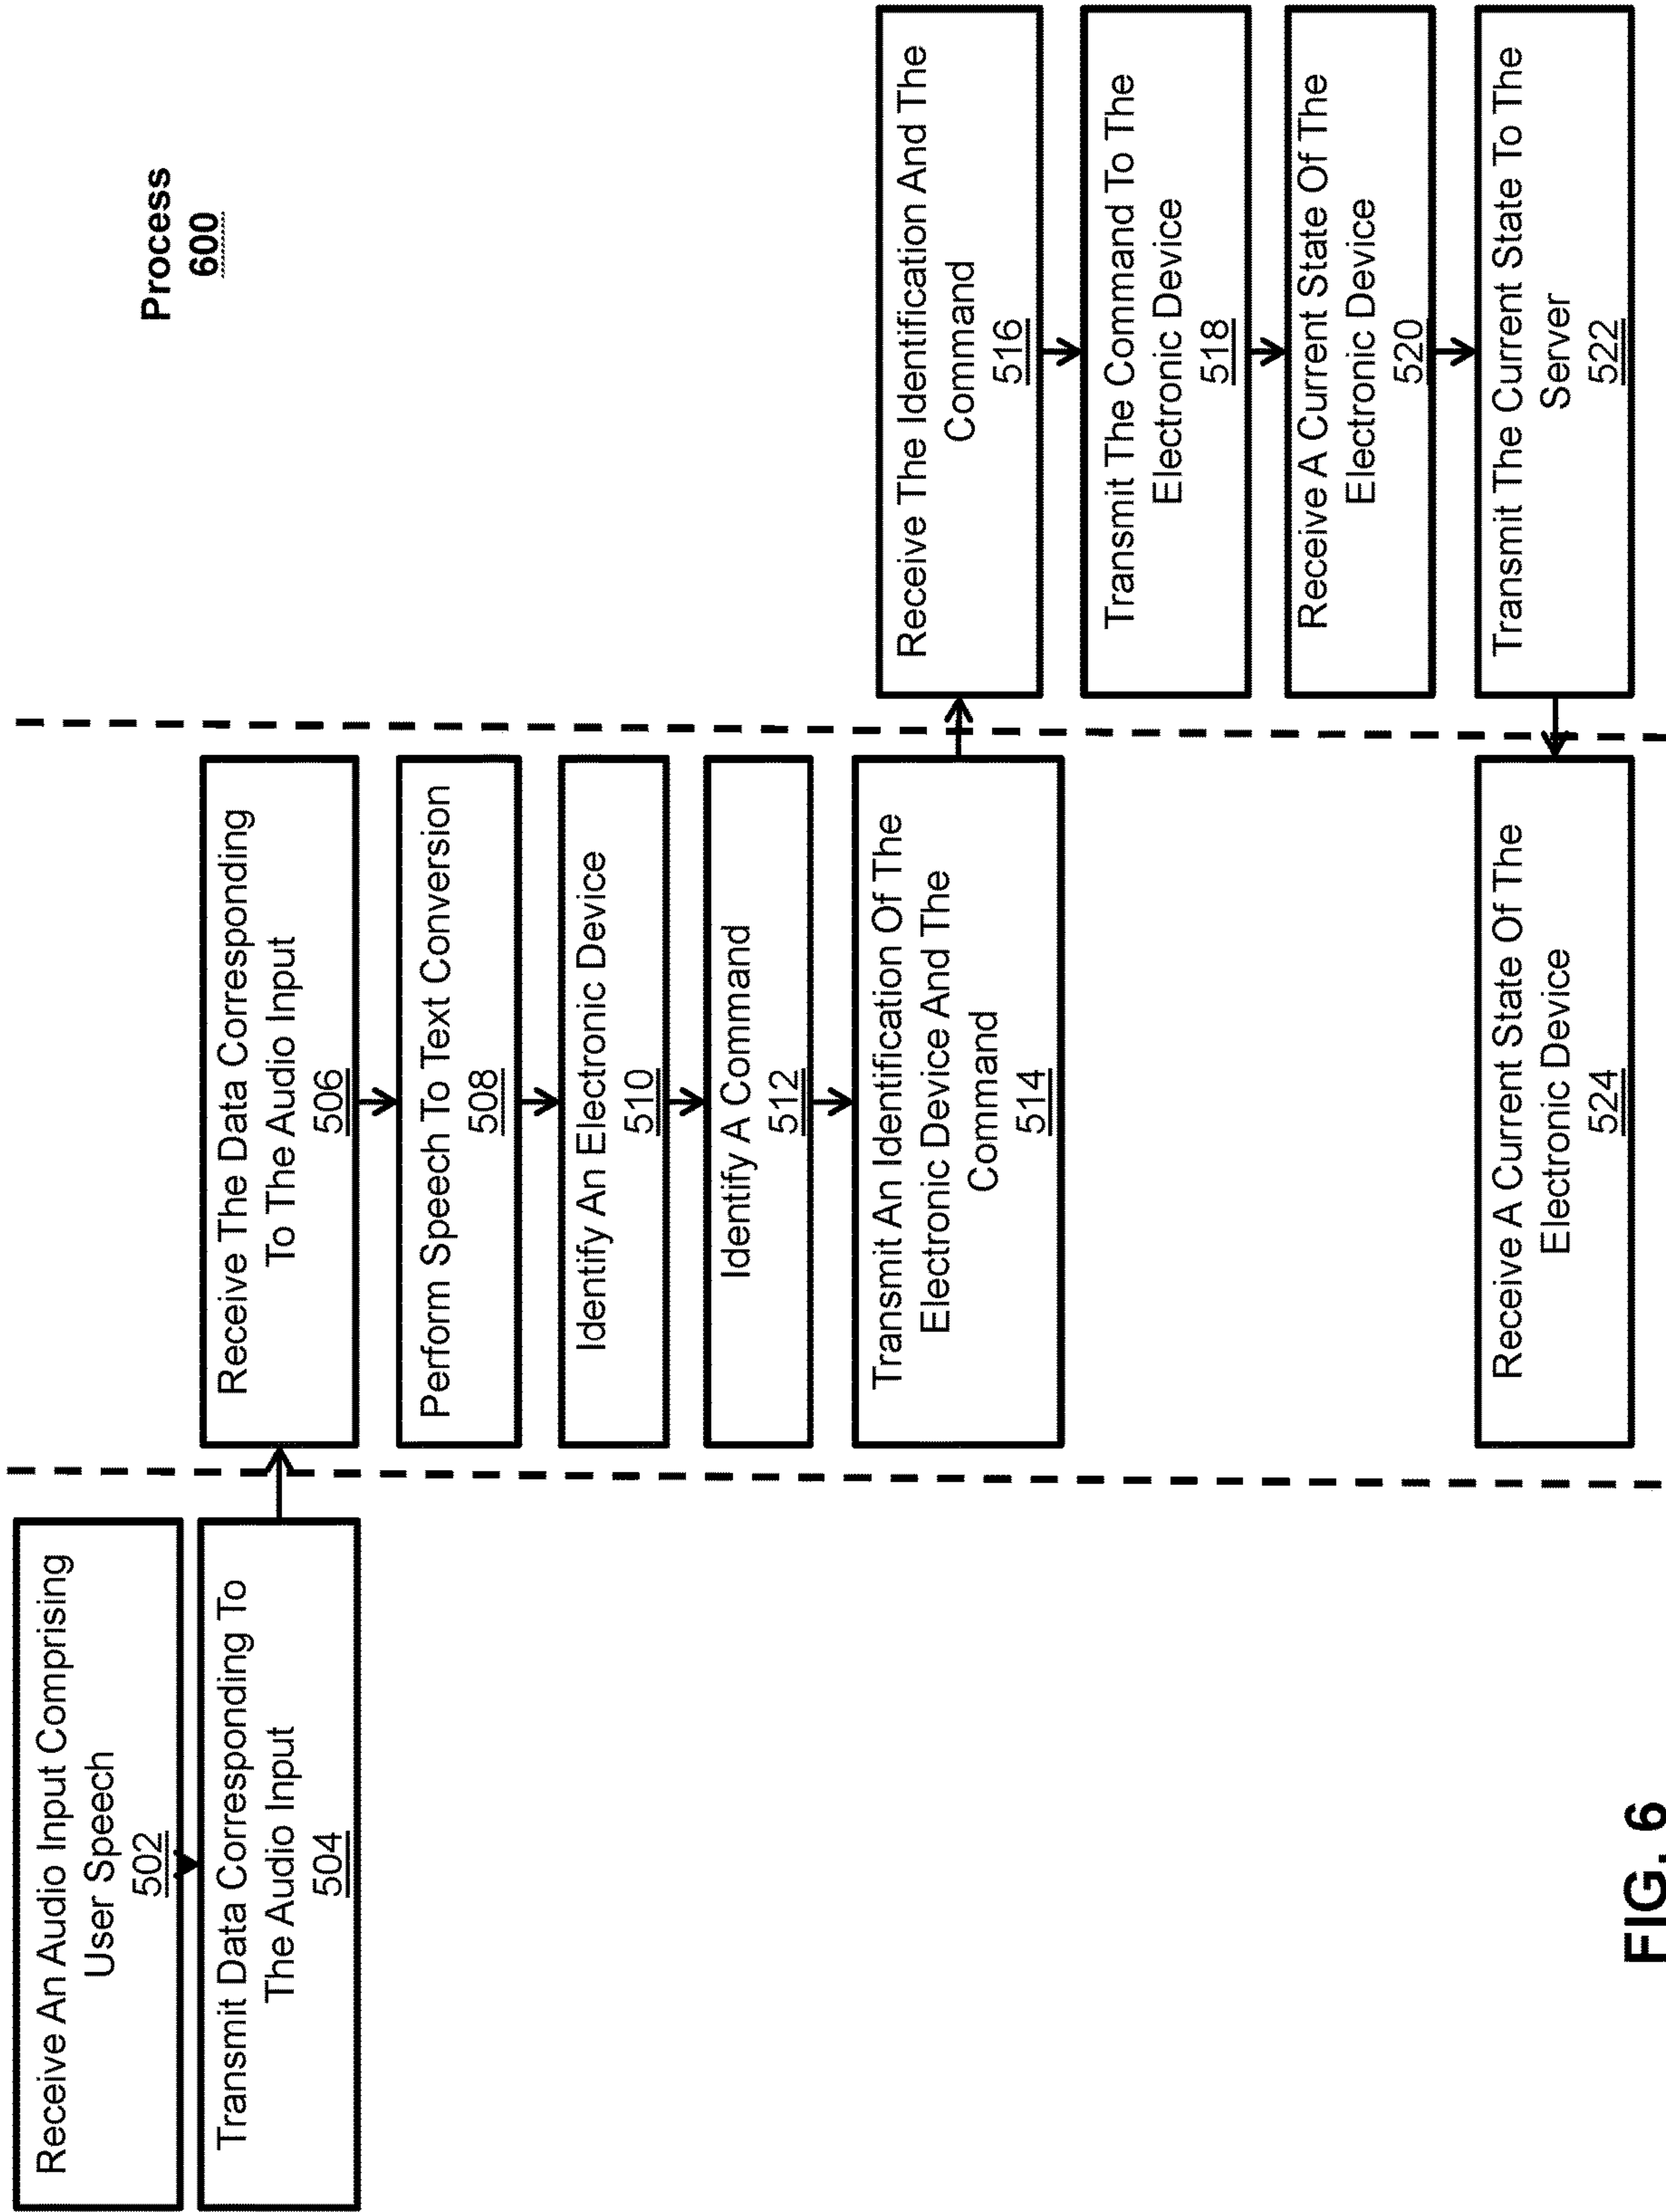 Process
600
Receive An Audio Input Comprising
User Speech
502
Transmit Data Corresponding To
The Audio Input
504
Receive The Data Corresponding
To The Audio Input
506
Perform Speech To Text Conversion
508
Identify An Electronic Device
510
Identify A Command
512
Transmit An Identification Of The
Electronic Device And The
Command
514
Receive The Identification And The
Command
516
Transmit The Command To The
Electronic Device
518
Receive A Current State Of The
Electronic Device
520
Transmit The Current State To The
Server
522
Receive A Current State Of The
Electronic Device
524
FIG. 6